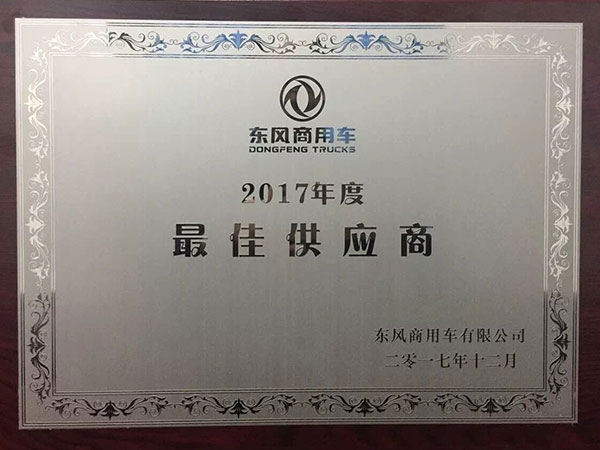 东风商用车
DONGFENG TRUCKS
2017年度
最佳供应商
东风商用车有限公司
二零一七年十二月